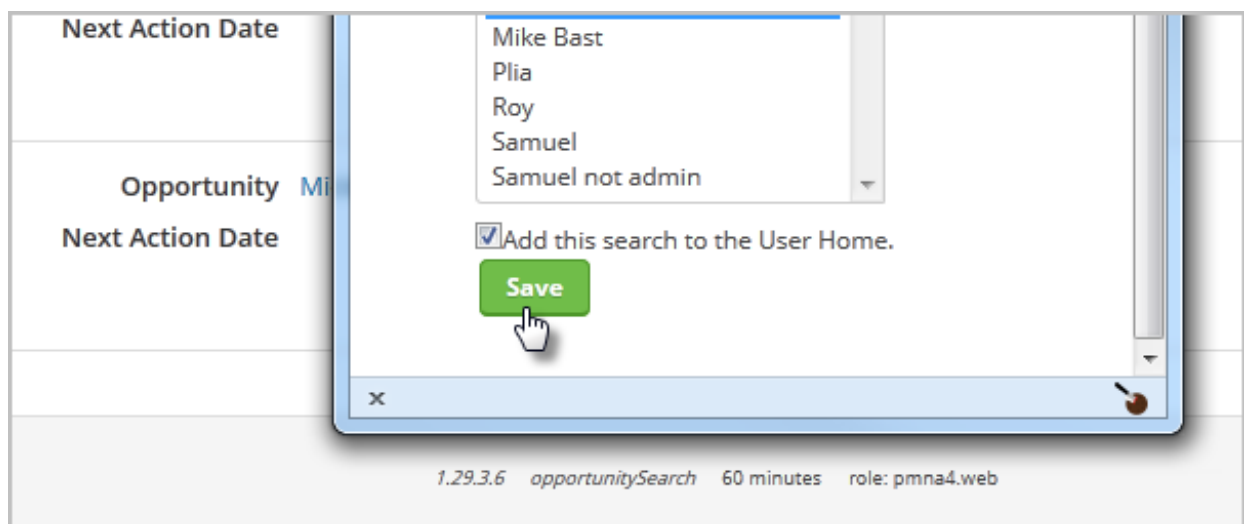 Next Action Date
Mike Bast
Plia
Roy
Samuel
Samuel not admin
Opportunity
Next Action Date
Add this search to the User Home.
Save
x
1.29.3.6 opportunitySearch 60 minutes role: pmna4.web